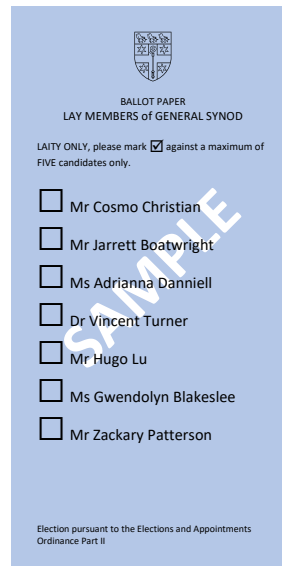 BALLOT PAPER
LAY MEMBERS of GENERAL SYNOD
LAITY ONLY, please mark ☑ against a maximum of
FIVE candidates only.
Mr Cosmo Christian
Mr Jarrett Boatwright
Ms Adrianna Danniell
Dr Vincent Turner
Mr Hugo Lu
Ms Gwendolyn Blakeslee
Mr Zackary Patterson
SAMPLE
Election pursuant to the Elections and Appointments
Ordinance Part II